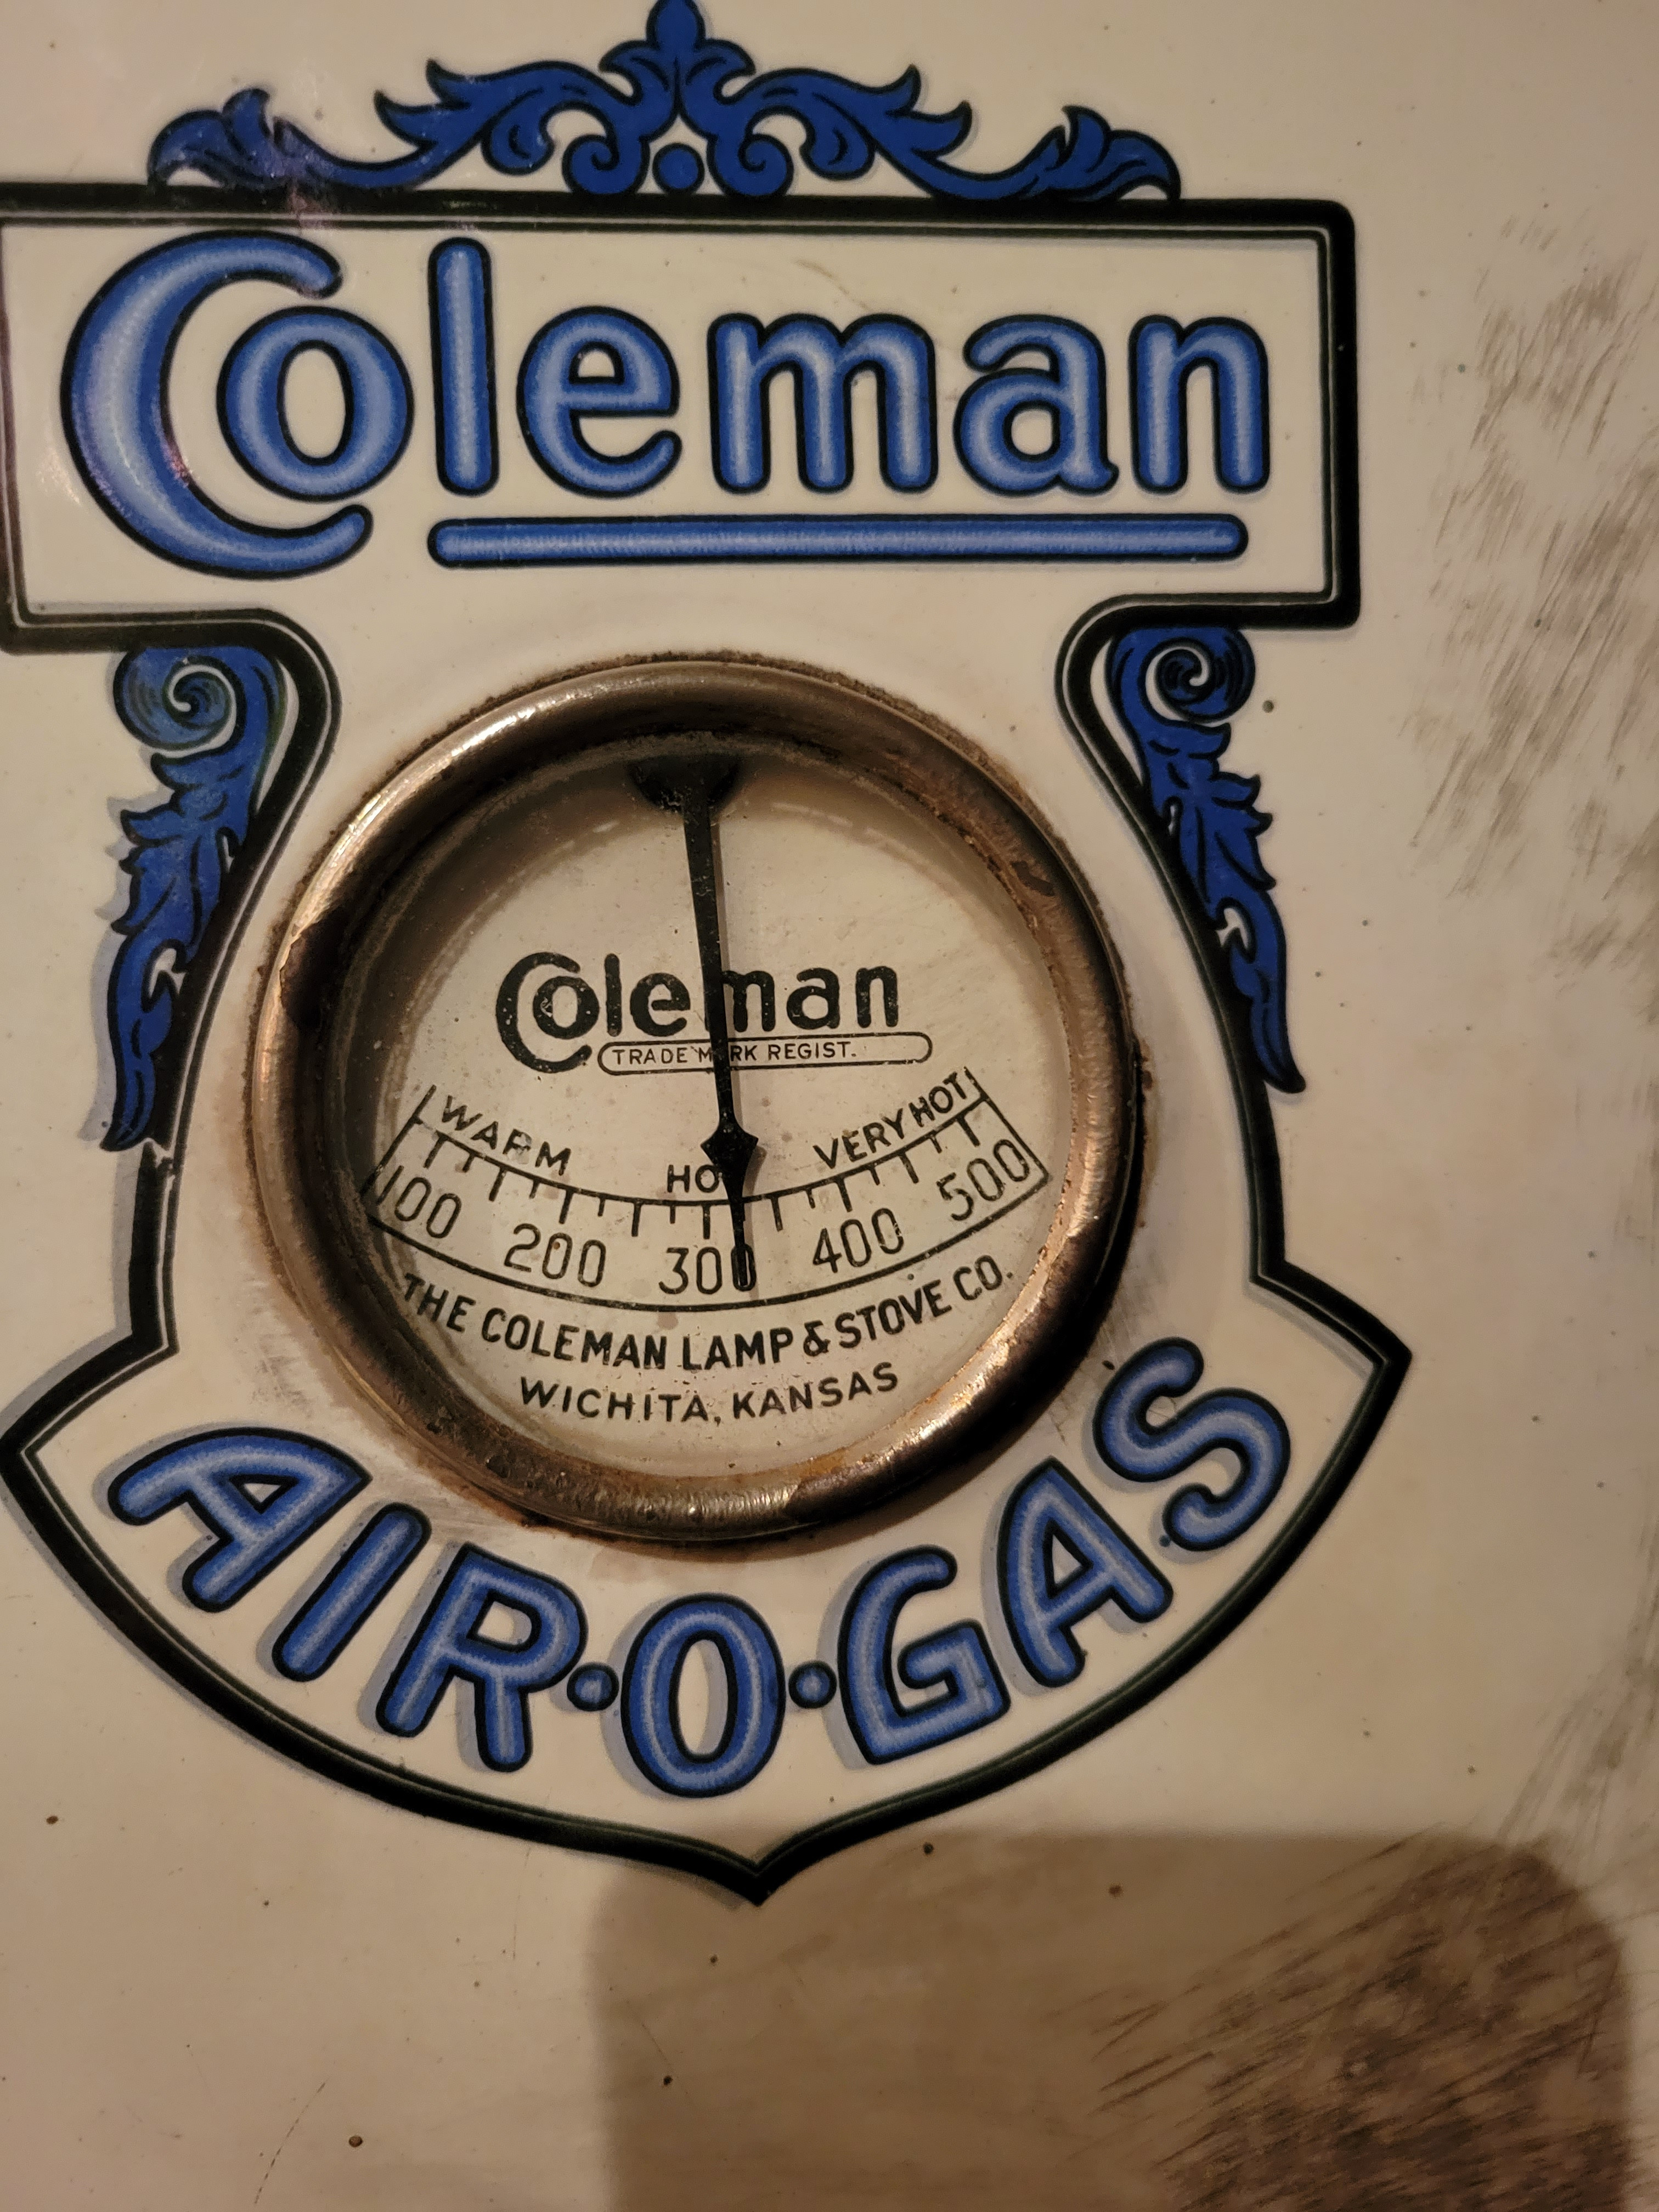 Coleman
Coleman
TRADE MARK REGIST.
WARM HOT VERY HOT
100 200 300 400 500
THE COLEMAN LAMP & STOVE CO.
WICHITA, KANSAS
AIR·O·GAS